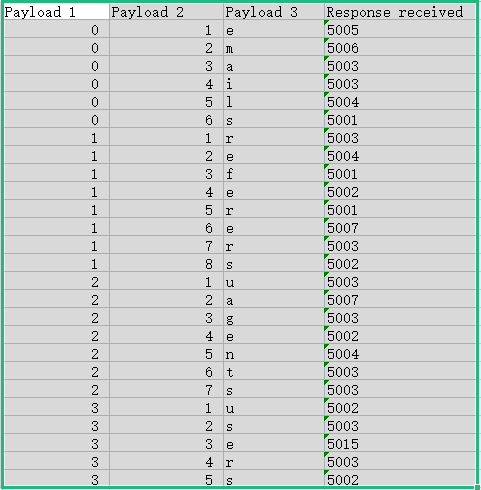 Payload 1 Payload 2 Payload 3 Response received
0 1 e 5005
0 2 m 5006
0 3 a 5003
0 4 i 5003
0 5 l 5004
0 6 s 5001
1 1 r 5003
1 2 e 5004
1 3 f 5001
1 4 e 5002
1 5 r 5001
1 6 e 5007
1 7 r 5003
1 8 s 5002
2 1 u 5003
2 2 a 5007
2 3 g 5003
2 4 e 5002
2 5 n 5004
2 6 t 5003
2 7 s 5003
3 1 u 5002
3 2 s 5003
3 3 e 5015
3 4 r 5003
3 5 s 5002